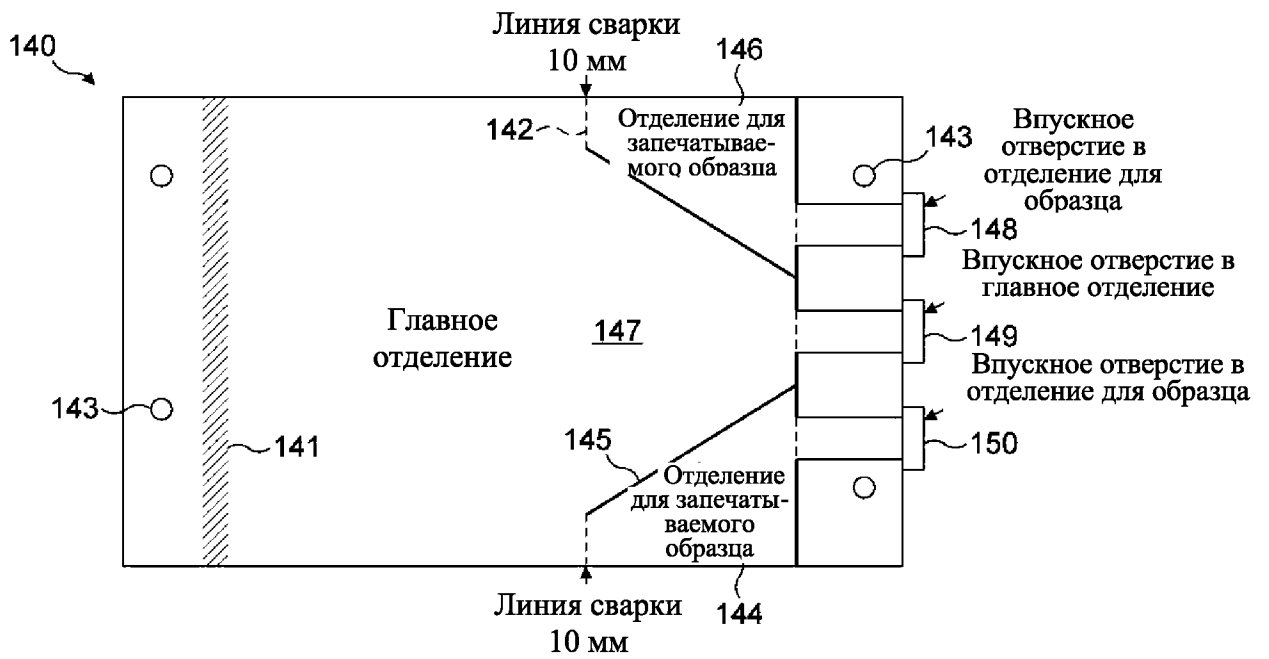 Линия сварки
10 мм
140
146
142
Отделение для
запечатывае-
мого образца
143
Впускное
отверстие в
отделение для
образца
148
Впускное отверстие в
главное отделение
Главное
отделение
147
149
Впускное отверстие в
отделение для образца
143
141
145
150
Отделение
для запечаты-
ваемого
образца
Линия сварки
10 мм
144